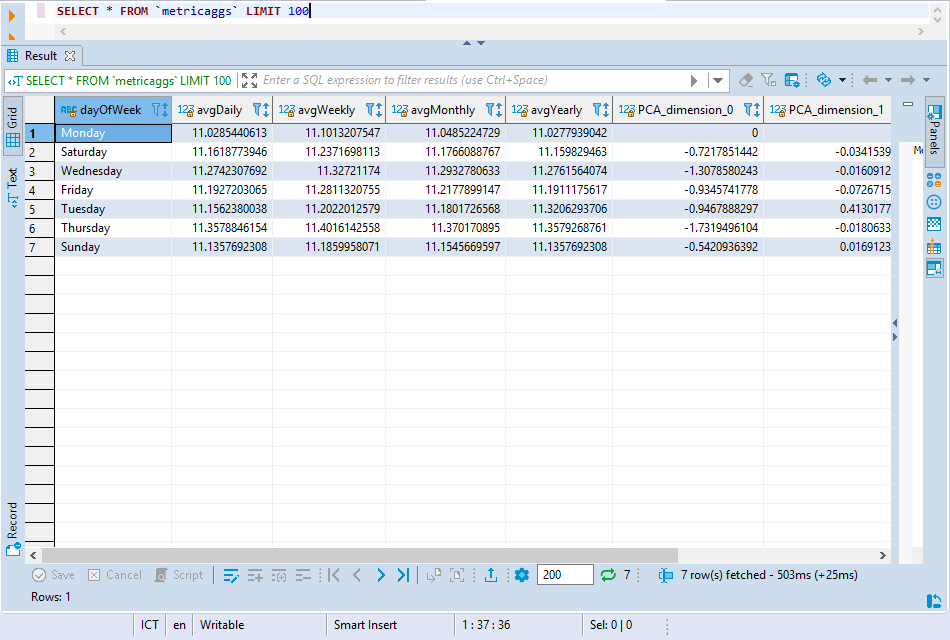 SELECT * FROM `metricaggs` LIMIT 100
Result
SELECT * FROM `metricaggs` LIMIT 100 Enter a SQL expression to filter results (use Ctrl+Space)
Grid
Text
Record
Panels
ABC dayOfWeek 123 avgDaily 123 avgWeekly 123 avgMonthly 123 avgYearly 123 PCA_dimension_0 123 PCA_dimension_1
1 Monday 11.0285440613 11.1013207547 11.0485224729 11.0277939042 0
2 Saturday 11.1618773946 11.2371698113 11.1766088767 11.159829463 -0.7217851442 -0.0341539
3 Wednesday 11.2742307692 11.32721174 11.2932780633 11.2761564074 -1.3078580243 -0.0160912
4 Friday 11.1927203065 11.2811320755 11.2177899147 11.1911175617 -0.9345741778 -0.0726715
5 Tuesday 11.1562380038 11.2022012579 11.1801726568 11.3206293706 -0.9467888297 0.4130177
6 Thursday 11.3578846154 11.4016142558 11.370170895 11.3579268761 -1.7319496104 -0.0180633
7 Sunday 11.1357692308 11.1859958071 11.1545669597 11.1357692308 -0.5420936392 0.0169123
Save Cancel Script 200 7 7 row(s) fetched - 503ms (+25ms)
Rows: 1
ICT en Writable Smart Insert 1 : 37 : 36 Sel: 0 | 0